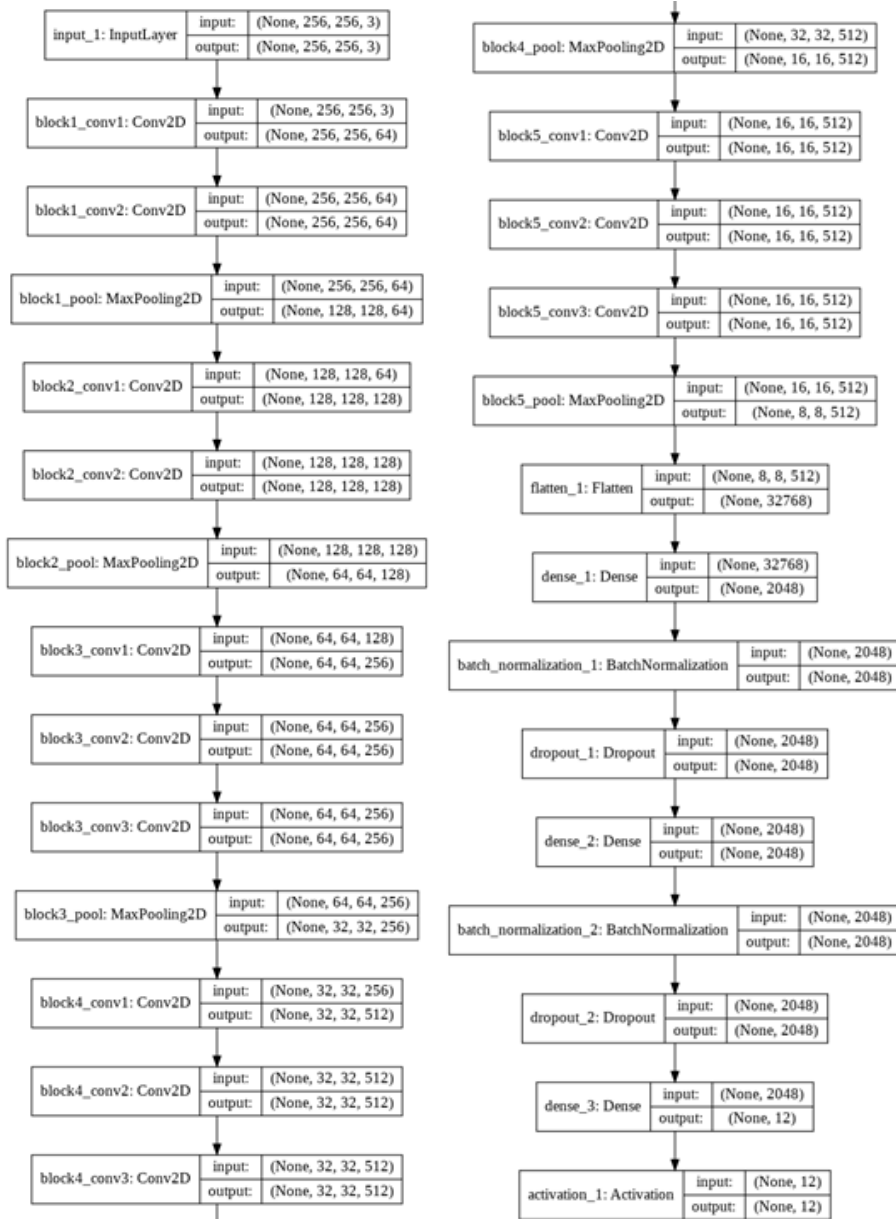 input_1: InputLayer
input: (None, 256, 256, 3)
output: (None, 256, 256, 3)
block1_conv1: Conv2D
input: (None, 256, 256, 3)
output: (None, 256, 256, 64)
block1_conv2: Conv2D
input: (None, 256, 256, 64)
output: (None, 256, 256, 64)
block1_pool: MaxPooling2D
input: (None, 256, 256, 64)
output: (None, 128, 128, 64)
block2_conv1: Conv2D
input: (None, 128, 128, 64)
output: (None, 128, 128, 128)
block2_conv2: Conv2D
input: (None, 128, 128, 128)
output: (None, 128, 128, 128)
block2_pool: MaxPooling2D
input: (None, 128, 128, 128)
output: (None, 64, 64, 128)
block3_conv1: Conv2D
input: (None, 64, 64, 128)
output: (None, 64, 64, 256)
block3_conv2: Conv2D
input: (None, 64, 64, 256)
output: (None, 64, 64, 256)
block3_conv3: Conv2D
input: (None, 64, 64, 256)
output: (None, 64, 64, 256)
block3_pool: MaxPooling2D
input: (None, 64, 64, 256)
output: (None, 32, 32, 256)
block4_conv1: Conv2D
input: (None, 32, 32, 256)
output: (None, 32, 32, 512)
block4_conv2: Conv2D
input: (None, 32, 32, 512)
output: (None, 32, 32, 512)
block4_conv3: Conv2D
input: (None, 32, 32, 512)
output: (None, 32, 32, 512)
block4_pool: MaxPooling2D
input: (None, 32, 32, 512)
output: (None, 16, 16, 512)
block5_conv1: Conv2D
input: (None, 16, 16, 512)
output: (None, 16, 16, 512)
block5_conv2: Conv2D
input: (None, 16, 16, 512)
output: (None, 16, 16, 512)
block5_conv3: Conv2D
input: (None, 16, 16, 512)
output: (None, 16, 16, 512)
block5_pool: MaxPooling2D
input: (None, 16, 16, 512)
output: (None, 8, 8, 512)
flatten_1: Flatten
input: (None, 8, 8, 512)
output: (None, 32768)
dense_1: Dense
input: (None, 32768)
output: (None, 2048)
batch_normalization_1: BatchNormalization
input: (None, 2048)
output: (None, 2048)
dropout_1: Dropout
input: (None, 2048)
output: (None, 2048)
dense_2: Dense
input: (None, 2048)
output: (None, 2048)
batch_normalization_2: BatchNormalization
input: (None, 2048)
output: (None, 2048)
dropout_2: Dropout
input: (None, 2048)
output: (None, 2048)
dense_3: Dense
input: (None, 2048)
output: (None, 12)
activation_1: Activation
input: (None, 12)
output: (None, 12)